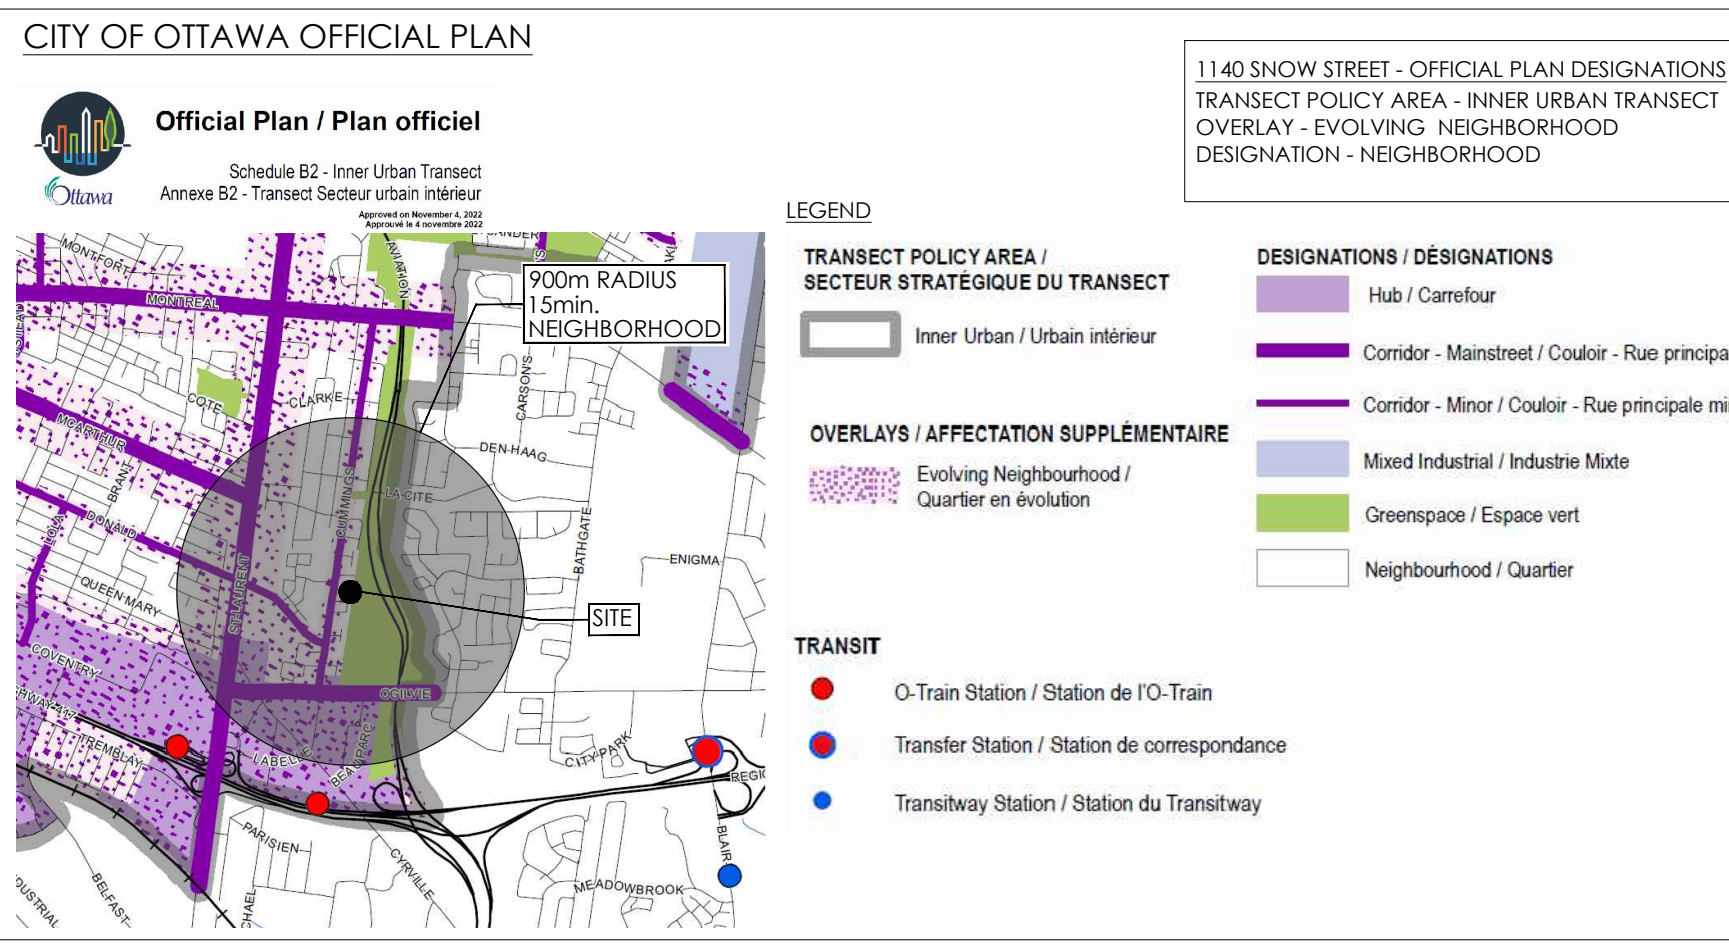 CITY OF OTTAWA OFFICIAL PLAN
1140 SNOW STREET - OFFICIAL PLAN DESIGNATIONS
TRANSECT POLICY AREA - INNER URBAN TRANSECT
OVERLAY - EVOLVING NEIGHBORHOOD
DESIGNATION - NEIGHBORHOOD
Official Plan / Plan officiel
Schedule B2 - Inner Urban Transect
Annexe B2 - Transect Secteur urbain intérieur
Approved on November 4, 2022
Approuvé le 4 novembre 2022
Ottawa
LEGEND
TRANSECT POLICY AREA /
SECTEUR STRATÉGIQUE DU TRANSECT
Inner Urban / Urbain intérieur
OVERLAYS / AFFECTATION SUPPLÉMENTAIRE
Evolving Neighbourhood /
Quartier en évolution
DESIGNATIONS / DÉSIGNATIONS
Hub / Carrefour
Corridor - Mainstreet / Couloir - Rue principa
Corridor - Minor / Couloir - Rue principale mi
Mixed Industrial / Industrie Mixte
Greenspace / Espace vert
Neighbourhood / Quartier
TRANSIT
O-Train Station / Station de l'O-Train
Transfer Station / Station de correspondance
Transitway Station / Station du Transitway
900m RADIUS
15min.
NEIGHBORHOOD
SITE
MONTFORT
MONTREAL
AVIATION
COTE
CLARKE
MCARTHUR
BRANT
LOLA
DONALD
QUEEN-MARY
ST-LAURENT
CUMMINGS
LA-CITE
CARSONS
DEN-HAAG
BATHGATE
ENIGMA
COVENTRY
HWAY-417
TREMBLAY
OGILVIE
LABELLE
BEAUPARC
CITY-PARK
REGI
PARISIEN
CYRVILLE
BELFAST
DUSTRIAL
CHAEL
MEADOWBROOK
BLAIR